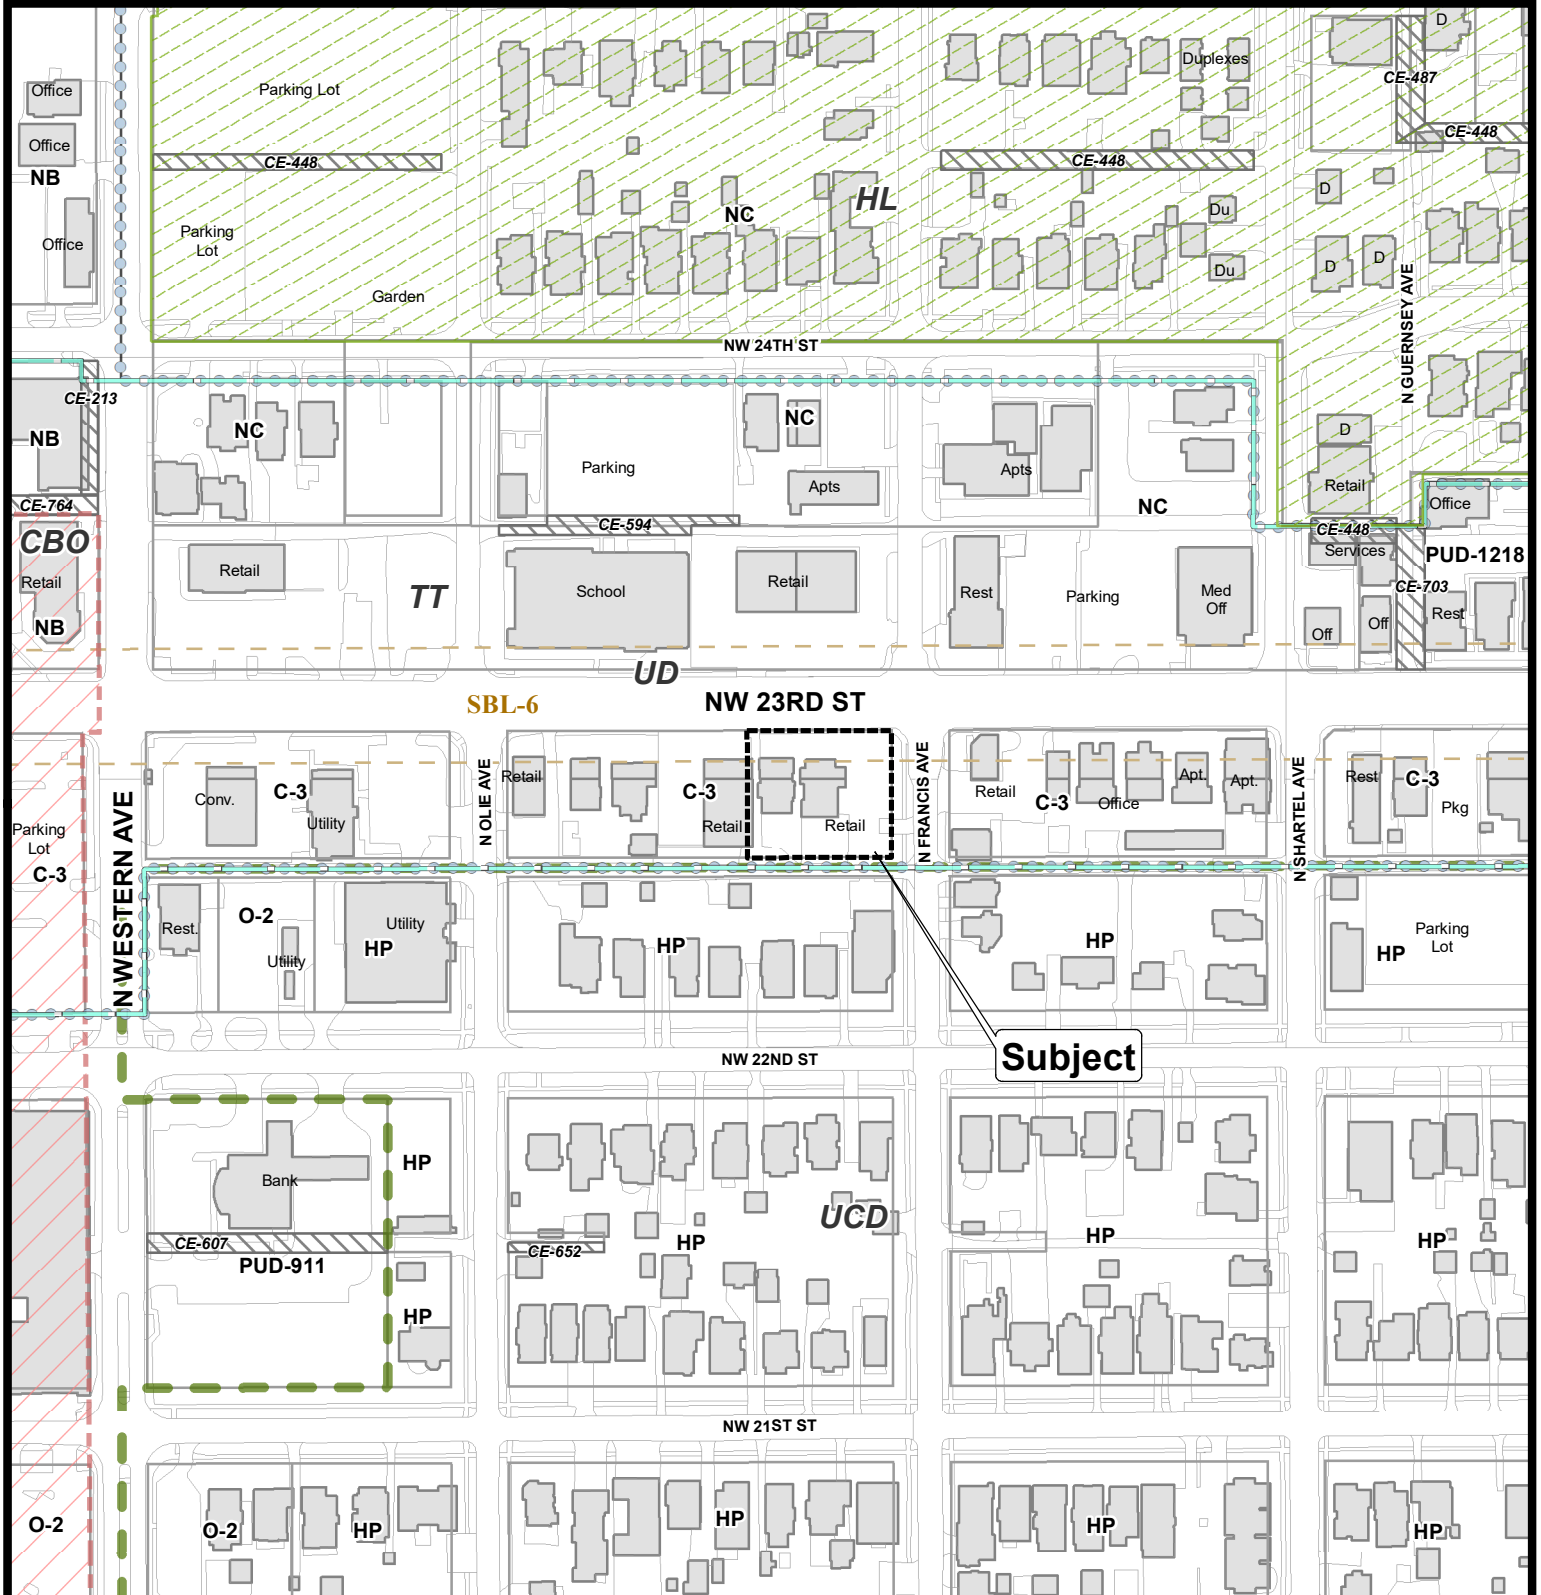 D
Duplexes
CE-487
Office
Parking Lot
CE-448
Office
CE-448
CE-448
NB
HL
D
NC
Du
Parking
Lot
Office
D
D
Du
Garden
N GUERNSEY AVE
NW 24TH ST
CE-213
NC
NC
D
NB
Parking
Apts
Apts
Retail
CE-764
NC
Office
CE-594
CE-448
CBO
Services
PUD-1218
Retail
Retail
School
Retail
Rest
Parking
Med
Off
CE-703
TT
NB
Off
Off
Rest
UD
SBL-6
NW 23RD ST
N OLIE AVE
N FRANCIS AVE
N SHARTEL AVE
N WESTERN AVE
Retail
Conv.
C-3
C-3
Retail
C-3
Office
Apt.
Apt.
Rest
C-3
Pkg
Utility
Retail
Retail
Parking
Lot
C-3
Rest.
O-2
Utility
HP
Utility
HP
HP
HP
Parking
Lot
Subject
NW 22ND ST
HP
Bank
UCD
CE-607
HP
CE-652
HP
HP
PUD-911
HP
NW 21ST ST
O-2
O-2
HP
HP
HP
HP